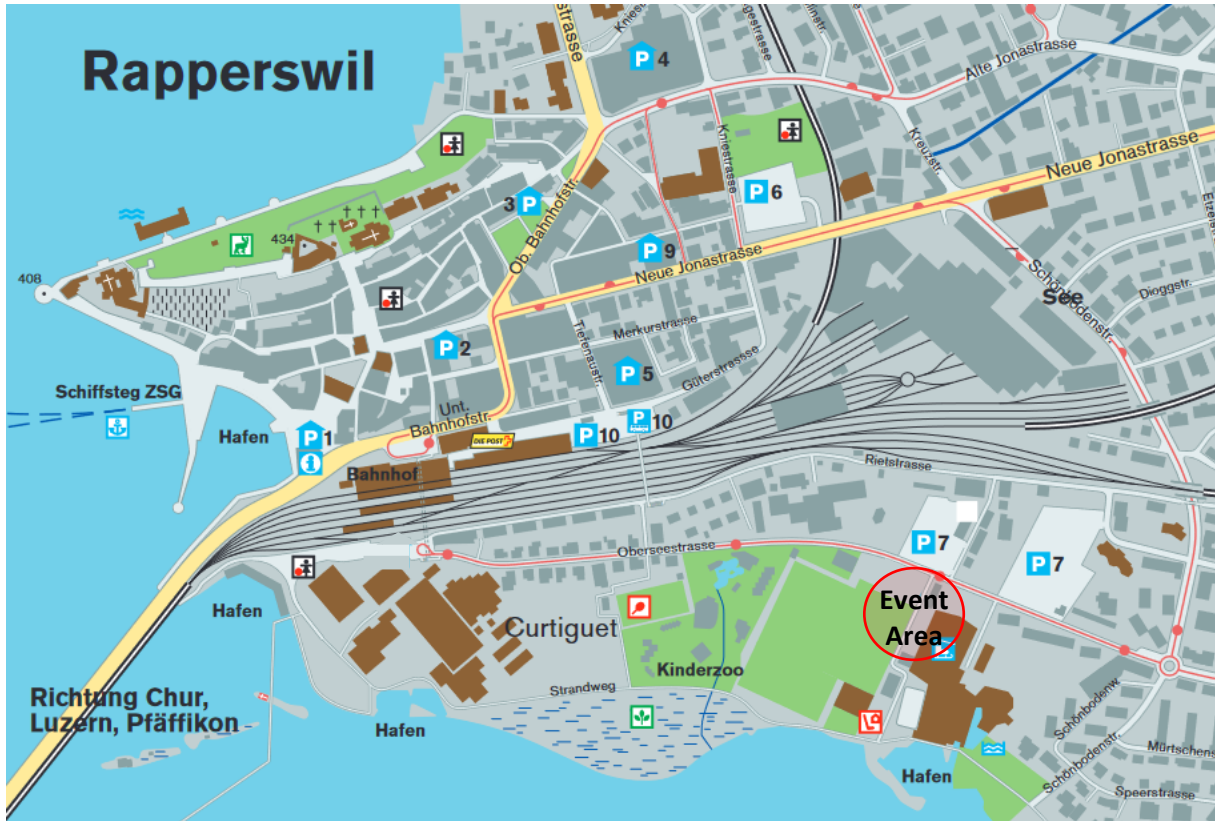 Rapperswil
strasse
4
Alte Jonastrasse
Kreuzstr.
Neue Jonastrasse
Kniestrasse
3
6
Ob. Bahnhofstr.
434
9
Neue Jonastrasse
408
Schönbodenstr.
See
Dioggstr.
Merkurstrasse
Tiefenaustr.
2
5
Güterstrasse
Schiffsteg ZSG
Unt.
Bahnhofstr.
Hafen
1
DIE POST
10
10
Bahnhof
Rietstrasse
Oberseestrasse
7
7
Event
Area
Hafen
Curtiguet
Kinderzoo
Strandweg
Richtung Chur,
Luzern, Pfäffikon
Hafen
Hafen
Schönbodenw.
Schönbodenstr.
Speerstrasse